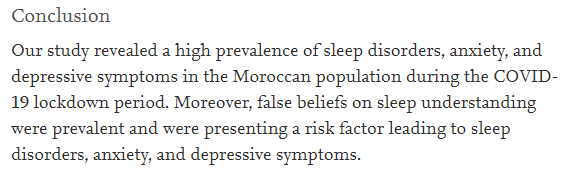 Conclusion
Our study revealed a high prevalence of sleep disorders, anxiety, and
depressive symptoms in the Moroccan population during the COVID-
19 lockdown period. Moreover, false beliefs on sleep understanding
were prevalent and were presenting a risk factor leading to sleep
disorders, anxiety, and depressive symptoms.